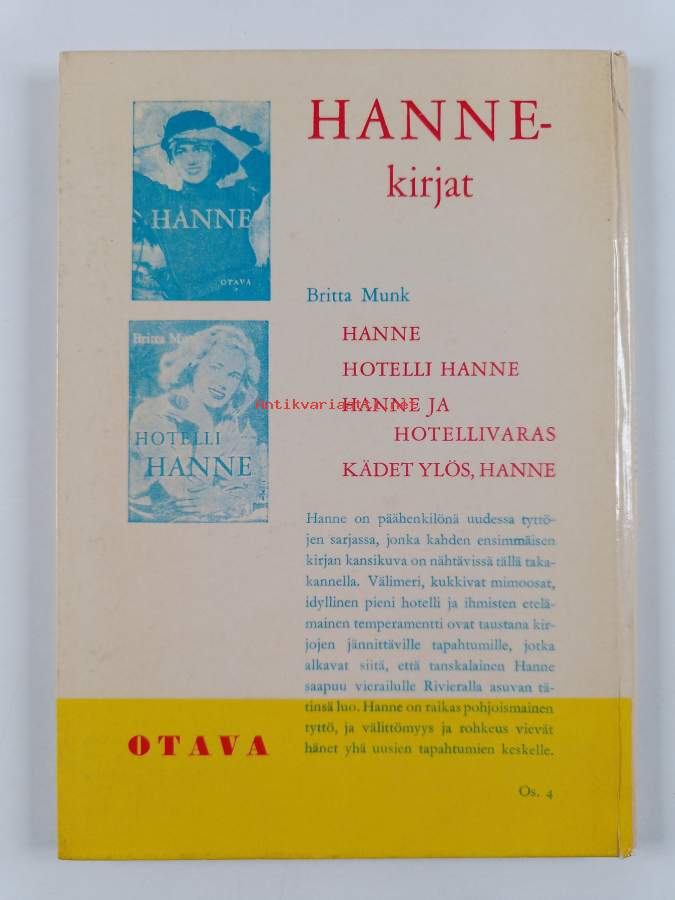 HANNE-
kirjat
HANNE
OTAVA
Britta Munk
HANNE
HOTELLI HANNE
HANNE JA
HOTELLIVARAS
KÄDET YLÖS, HANNE
Britta
HOTELLI
HANNE
Antikvariaatti.net
Hanne on päähenkilönä uudessa tyttö-
jen sarjassa, jonka kahden ensimmäisen
kirjan kansikuva on nähtävissä tällä taka-
kannella. Välimeri, kukkivat mimoosat,
idyllinen pieni hotelli ja ihmisten etelä-
mainen temperamentti ovat taustana kir-
jojen jännittäville tapahtumille, jotka
alkavat siitä, että tanskalainen Hanne
saapuu vierailulle Rivieralla asuvan tä-
tinsä luo. Hanne on raikas pohjoismainen
tyttö, ja välittömyys ja rohkeus vievät
hänet yhä uusien tapahtumien keskelle.
OTAVA
Os. 4